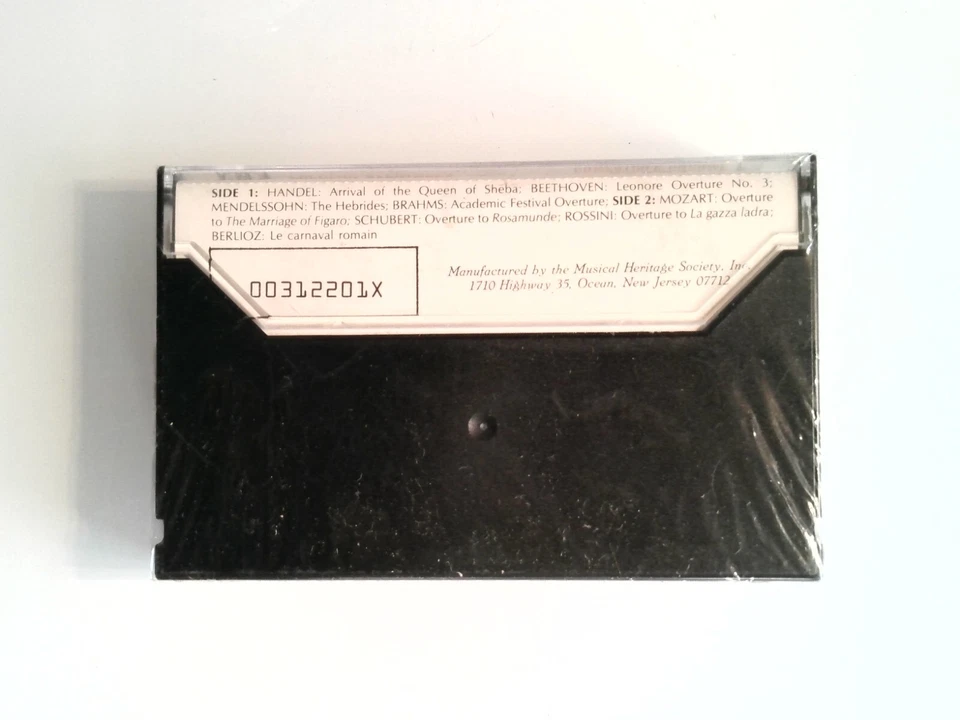 SIDE 1: HANDEL: Arrival of the Queen of Sheba; BEETHOVEN: Leonore Overture No. 3;
MENDELSSOHN: The Hebrides; BRAHMS: Academic Festival Overture; SIDE 2: MOZART: Overture
to The Marriage of Figaro; SCHUBERT: Overture to Rosamunde; ROSSINI: Overture to La gazza ladra;
BERLIOZ: Le carnaval romain
00312201X
Manufactured by the Musical Heritage Society, Inc.
1710 Highway 35, Ocean, New Jersey 07712